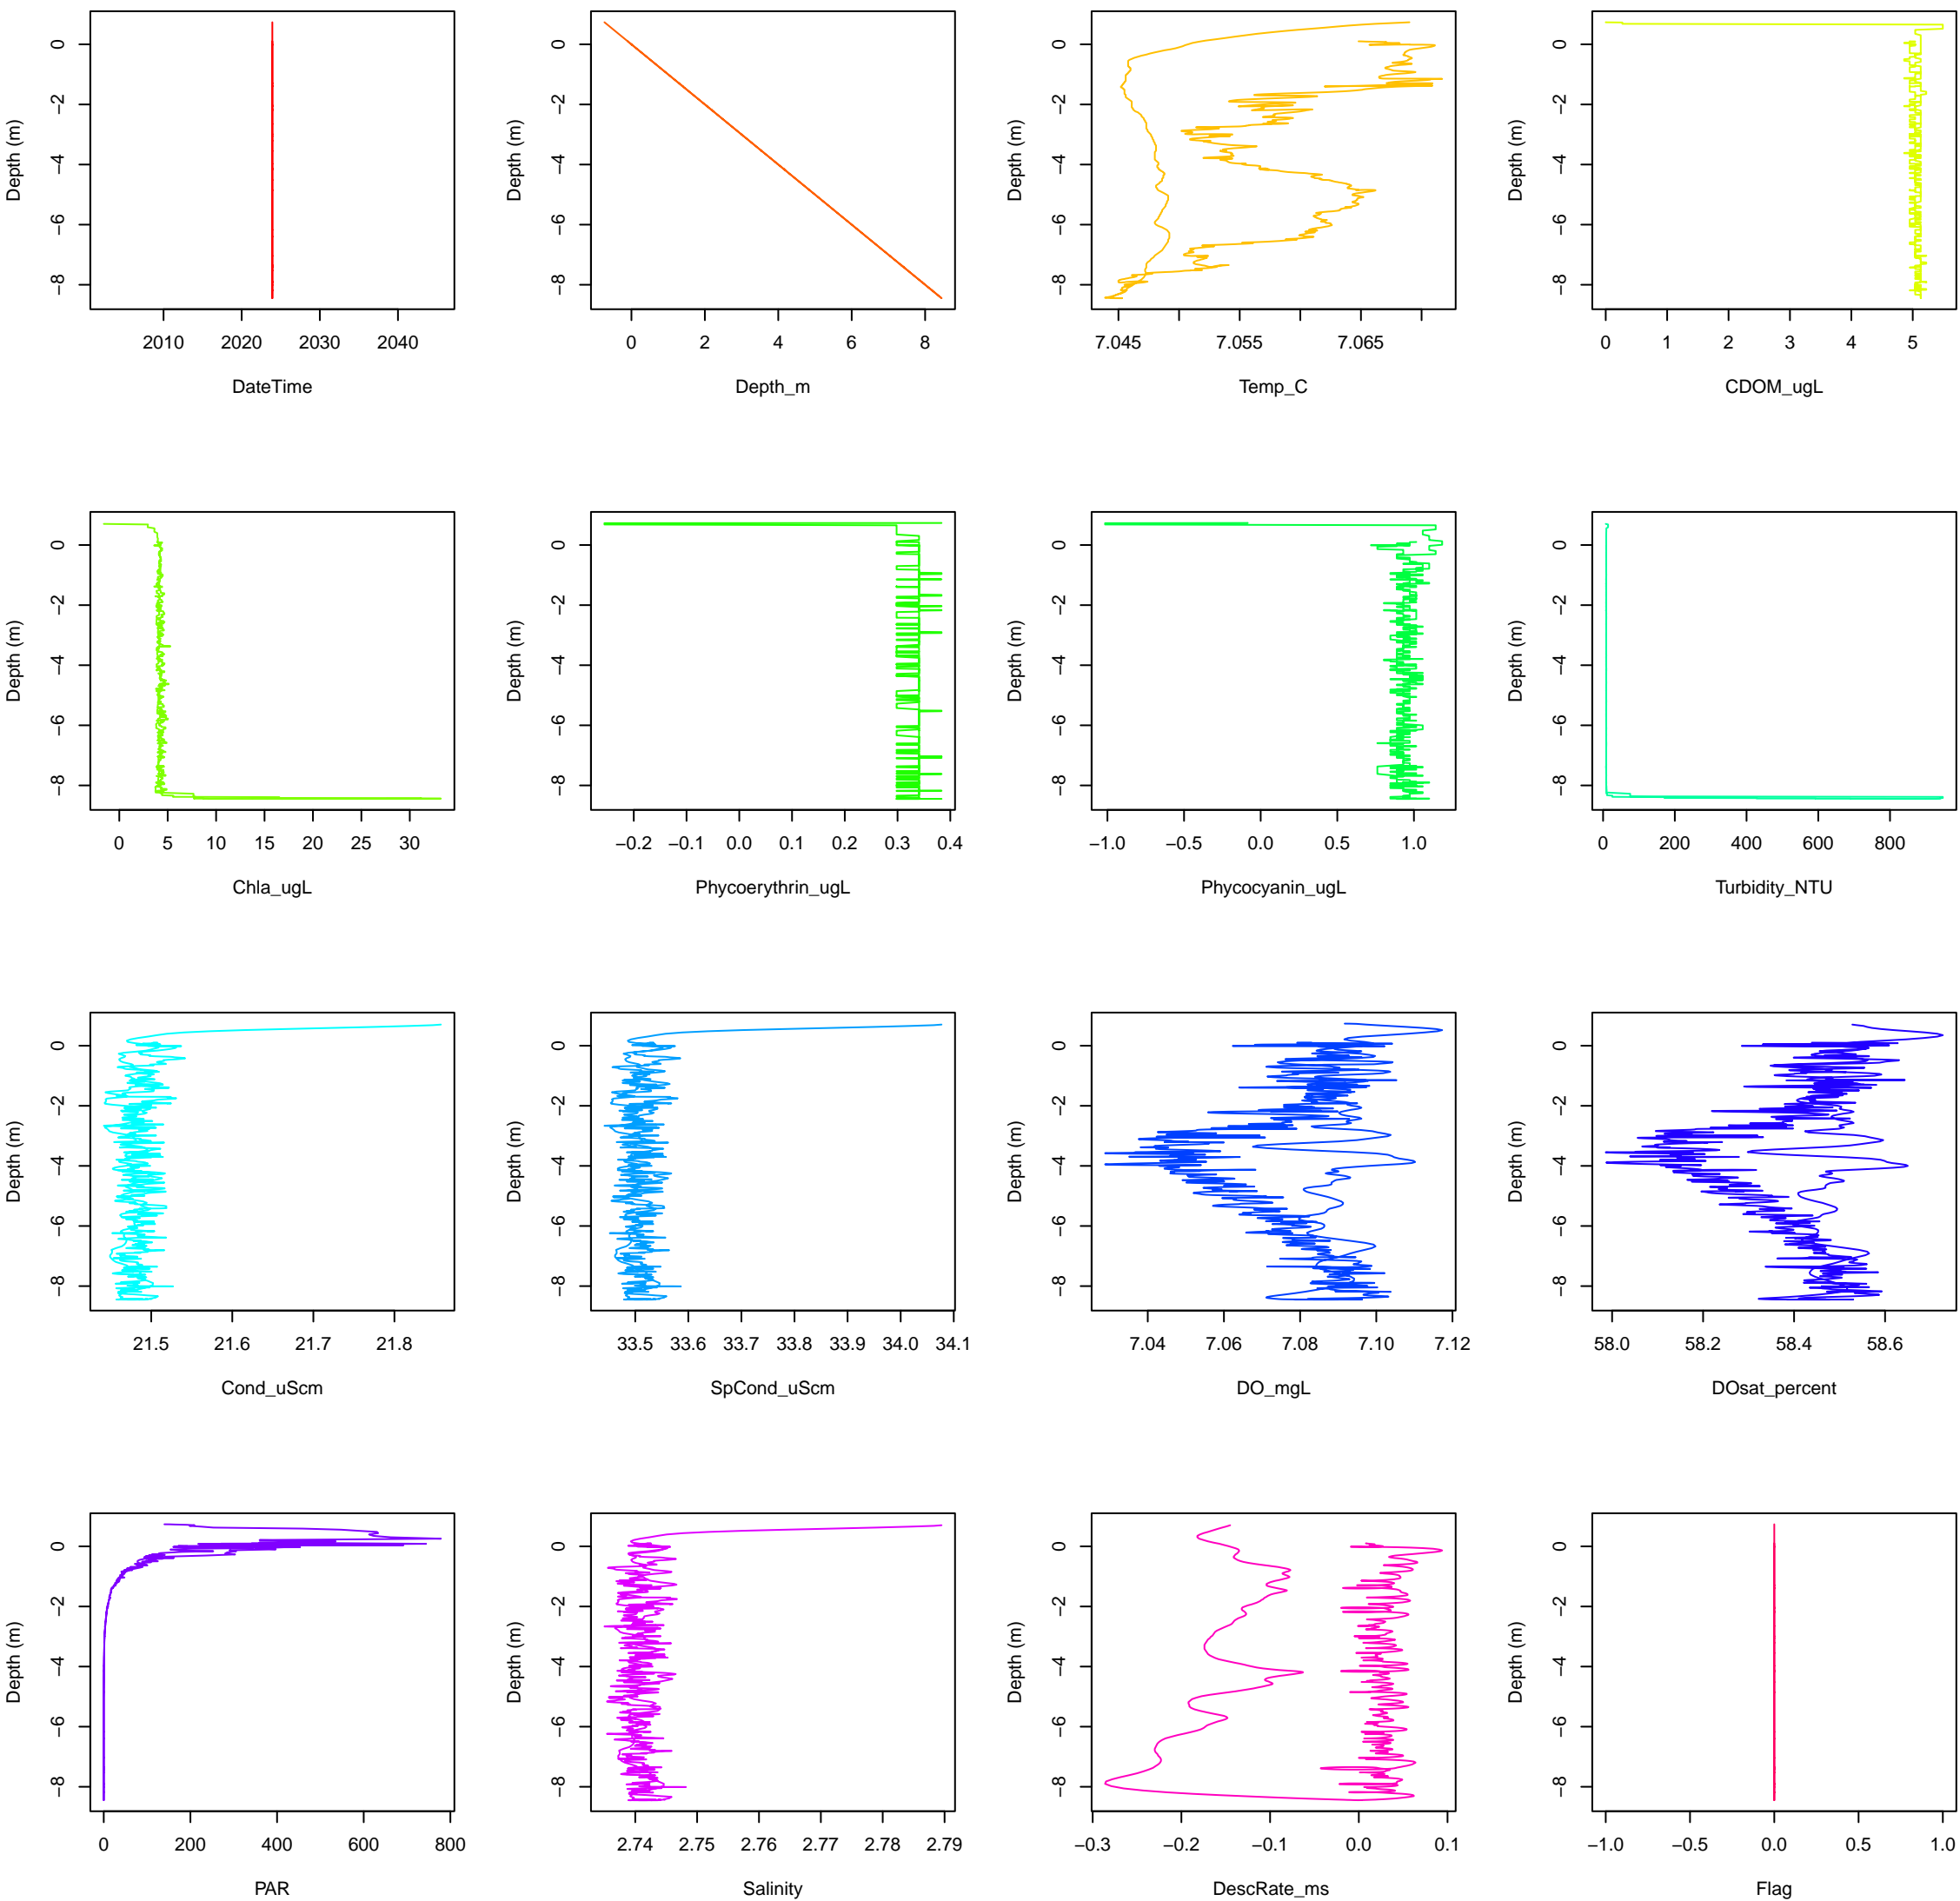 Depth (m)
0
−2
−4
−6
−8
2010 2020 2030 2040
DateTime
Depth (m)
0
−2
−4
−6
−8
0 2 4 6 8
Depth_m
Depth (m)
0
−2
−4
−6
−8
7.045 7.055 7.065
Temp_C
Depth (m)
0
−2
−4
−6
−8
0 1 2 3 4 5
CDOM_ugL
Depth (m)
0
−2
−4
−6
−8
0 5 10 15 20 25 30
Chla_ugL
Depth (m)
0
−2
−4
−6
−8
−0.2 −0.1 0.0 0.1 0.2 0.3 0.4
Phycoerythrin_ugL
Depth (m)
0
−2
−4
−6
−8
−1.0 −0.5 0.0 0.5 1.0
Phycocyanin_ugL
Depth (m)
0
−2
−4
−6
−8
0 200 400 600 800
Turbidity_NTU
Depth (m)
0
−2
−4
−6
−8
21.5 21.6 21.7 21.8
Cond_uScm
Depth (m)
0
−2
−4
−6
−8
33.5 33.6 33.7 33.8 33.9 34.0 34.1
SpCond_uScm
Depth (m)
0
−2
−4
−6
−8
7.04 7.06 7.08 7.10 7.12
DO_mgL
Depth (m)
0
−2
−4
−6
−8
58.0 58.2 58.4 58.6
DOsat_percent
Depth (m)
0
−2
−4
−6
−8
0 200 400 600 800
PAR
Depth (m)
0
−2
−4
−6
−8
2.74 2.75 2.76 2.77 2.78 2.79
Salinity
Depth (m)
0
−2
−4
−6
−8
−0.3 −0.2 −0.1 0.0 0.1
DescRate_ms
Depth (m)
0
−2
−4
−6
−8
−1.0 −0.5 0.0 0.5 1.0
Flag